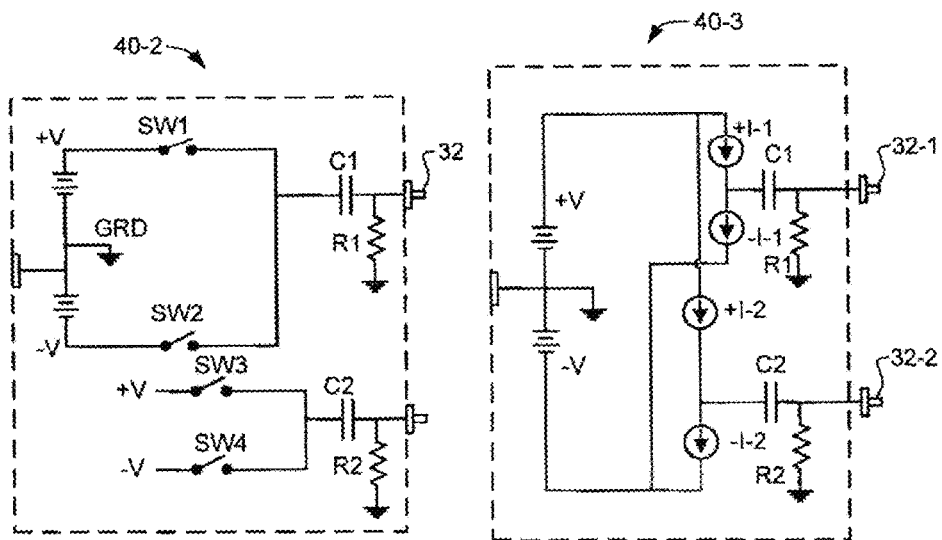 40-2
+V
SW1
C1
32
GRD
R1
SW2
-V
SW3
+V
C2
SW4
-V
R2
40-3
+I-1
C1
32-1
+V
-I-1
R1
+I-2
-V
C2
32-2
-I-2
R2